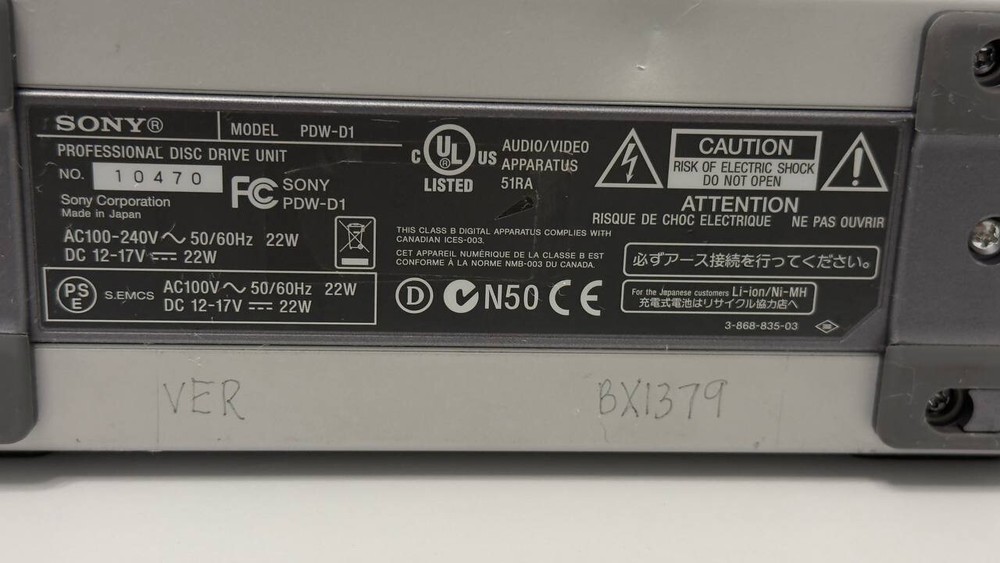 SONY®
MODEL PDW-D1
PROFESSIONAL DISC DRIVE UNIT
NO. 10470
FC SONY
PDW-D1
Sony Corporation
Made in Japan
AC100-240V～50/60Hz 22W
DC 12-17V ⎓ 22W
PS
E
S.EMCS
AC100V～50/60Hz 22W
DC 12-17V ⎓ 22W
C UL® US
LISTED
AUDIO/VIDEO
APPARATUS
51RA
THIS CLASS B DIGITAL APPARATUS COMPLIES WITH
CANADIAN ICES-003.
CET APPAREIL NUMÉRIQUE DE LA CLASSE B EST
CONFORME À LA NORME NMB-003 DU CANADA.
D N50 CE
CAUTION
RISK OF ELECTRIC SHOCK
DO NOT OPEN
ATTENTION
RISQUE DE CHOC ELECTRIQUE NE PAS OUVRIR
必ずアース接続を行ってください。
For the Japanese customers Li-ion/Ni-MH
充電式電池はリサイクル協力店へ
3-868-835-03
VER
BX1379